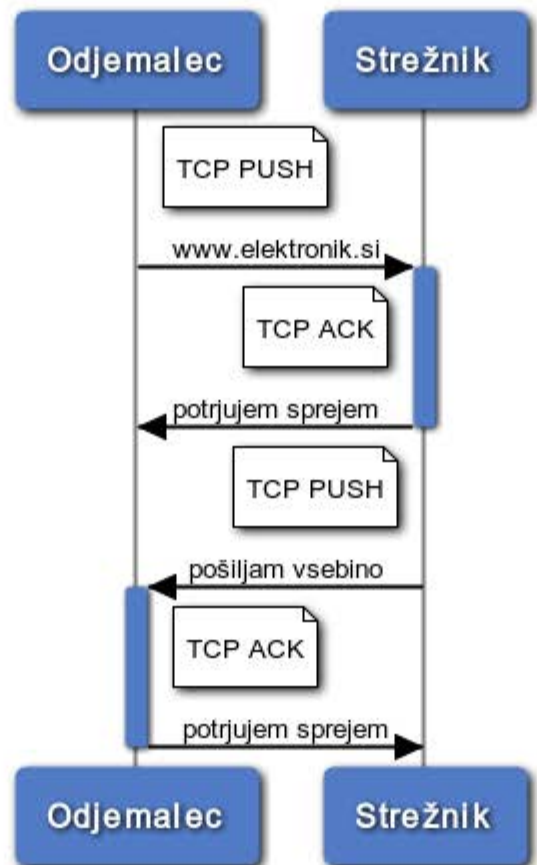 Odjemalec
Strežnik
TCP PUSH
www.elektronik.si
TCP ACK
potrjujem sprejem
TCP PUSH
pošiljam vsebino
TCP ACK
potrjujem sprejem
Odjemalec
Strežnik